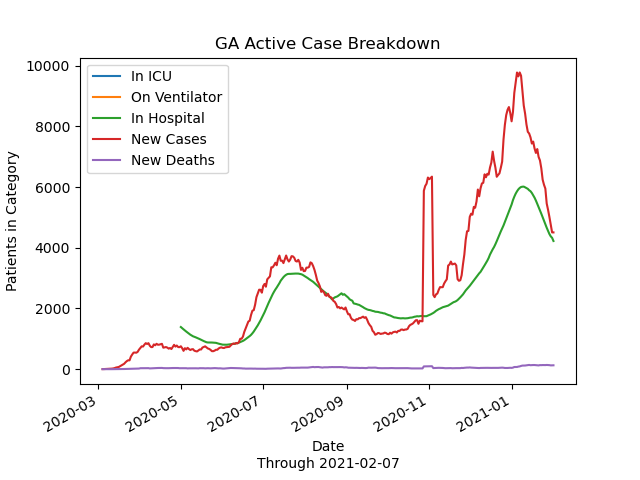 GA Active Case Breakdown
In ICU
On Ventilator
In Hospital
New Cases
New Deaths
Patients in Category
10000
8000
6000
4000
2000
0
2020-03
2020-05
2020-07
2020-09
2020-11
2021-01
Date
Through 2021-02-07